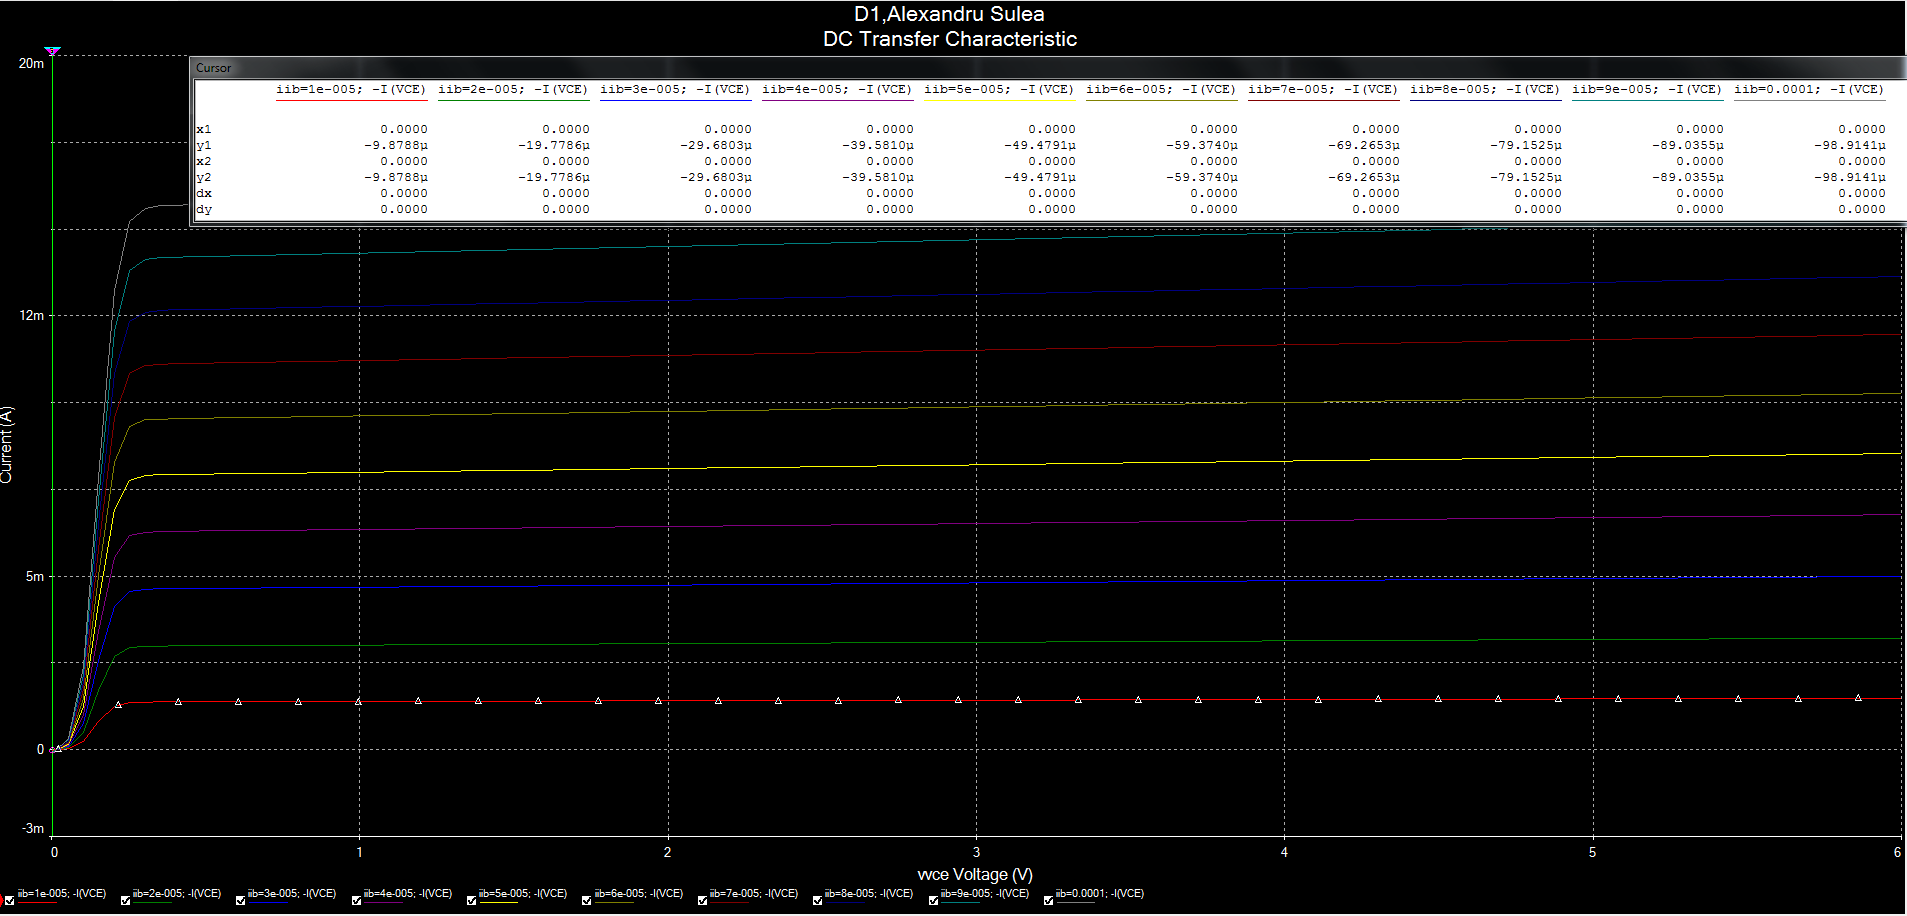 D1,Alexandru Sulea
DC Transfer Characteristic
Cursor
iib=1e-005; -I(VCE) iib=2e-005; -I(VCE) iib=3e-005; -I(VCE) iib=4e-005; -I(VCE) iib=5e-005; -I(VCE) iib=6e-005; -I(VCE) iib=7e-005; -I(VCE) iib=8e-005; -I(VCE) iib=9e-005; -I(VCE) iib=0.0001; -I(VCE)
x1 0.0000 0.0000 0.0000 0.0000 0.0000 0.0000 0.0000 0.0000 0.0000 0.0000
y1 -9.8788µ -19.7786µ -29.6803µ -39.5810µ -49.4791µ -59.3740µ -69.2653µ -79.1525µ -89.0355µ -98.9141µ
x2 0.0000 0.0000 0.0000 0.0000 0.0000 0.0000 0.0000 0.0000 0.0000 0.0000
y2 -9.8788µ -19.7786µ -29.6803µ -39.5810µ -49.4791µ -59.3740µ -69.2653µ -79.1525µ -89.0355µ -98.9141µ
dx 0.0000 0.0000 0.0000 0.0000 0.0000 0.0000 0.0000 0.0000 0.0000 0.0000
dy 0.0000 0.0000 0.0000 0.0000 0.0000 0.0000 0.0000 0.0000 0.0000 0.0000
20m
12m
5m
0
-3m
Current (A)
0 1 2 3 4 5 6
vvce Voltage (V)
iib=1e-005; -I(VCE) iib=2e-005; -I(VCE) iib=3e-005; -I(VCE) iib=4e-005; -I(VCE) iib=5e-005; -I(VCE) iib=6e-005; -I(VCE) iib=7e-005; -I(VCE) iib=8e-005; -I(VCE) iib=9e-005; -I(VCE) iib=0.0001; -I(VCE)